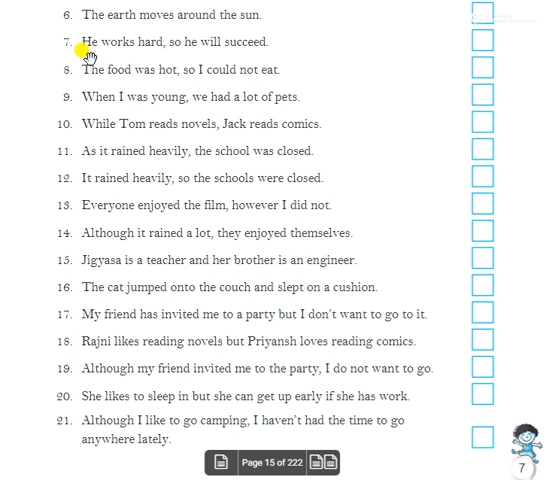 6. The earth moves around the sun.
7. He works hard, so he will succeed.
8. The food was hot, so I could not eat.
9. When I was young, we had a lot of pets.
10. While Tom reads novels, Jack reads comics.
11. As it rained heavily, the school was closed.
12. It rained heavily, so the schools were closed.
13. Everyone enjoyed the film, however I did not.
14. Although it rained a lot, they enjoyed themselves.
15. Jigyasa is a teacher and her brother is an engineer.
16. The cat jumped onto the couch and slept on a cushion.
17. My friend has invited me to a party but I don't want to go to it.
18. Rajni likes reading novels but Priyansh loves reading comics.
19. Although my friend invited me to the party, I do not want to go.
20. She likes to sleep in but she can get up early if she has work.
21. Although I like to go camping, I haven't had the time to go
anywhere lately.
Page 15 of 222
7